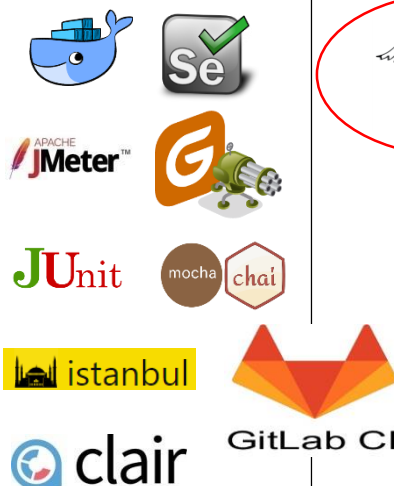 Se
APACHE
JMeter™
G
JUnit
mocha
chai
istanbul
GitLab CI
clair